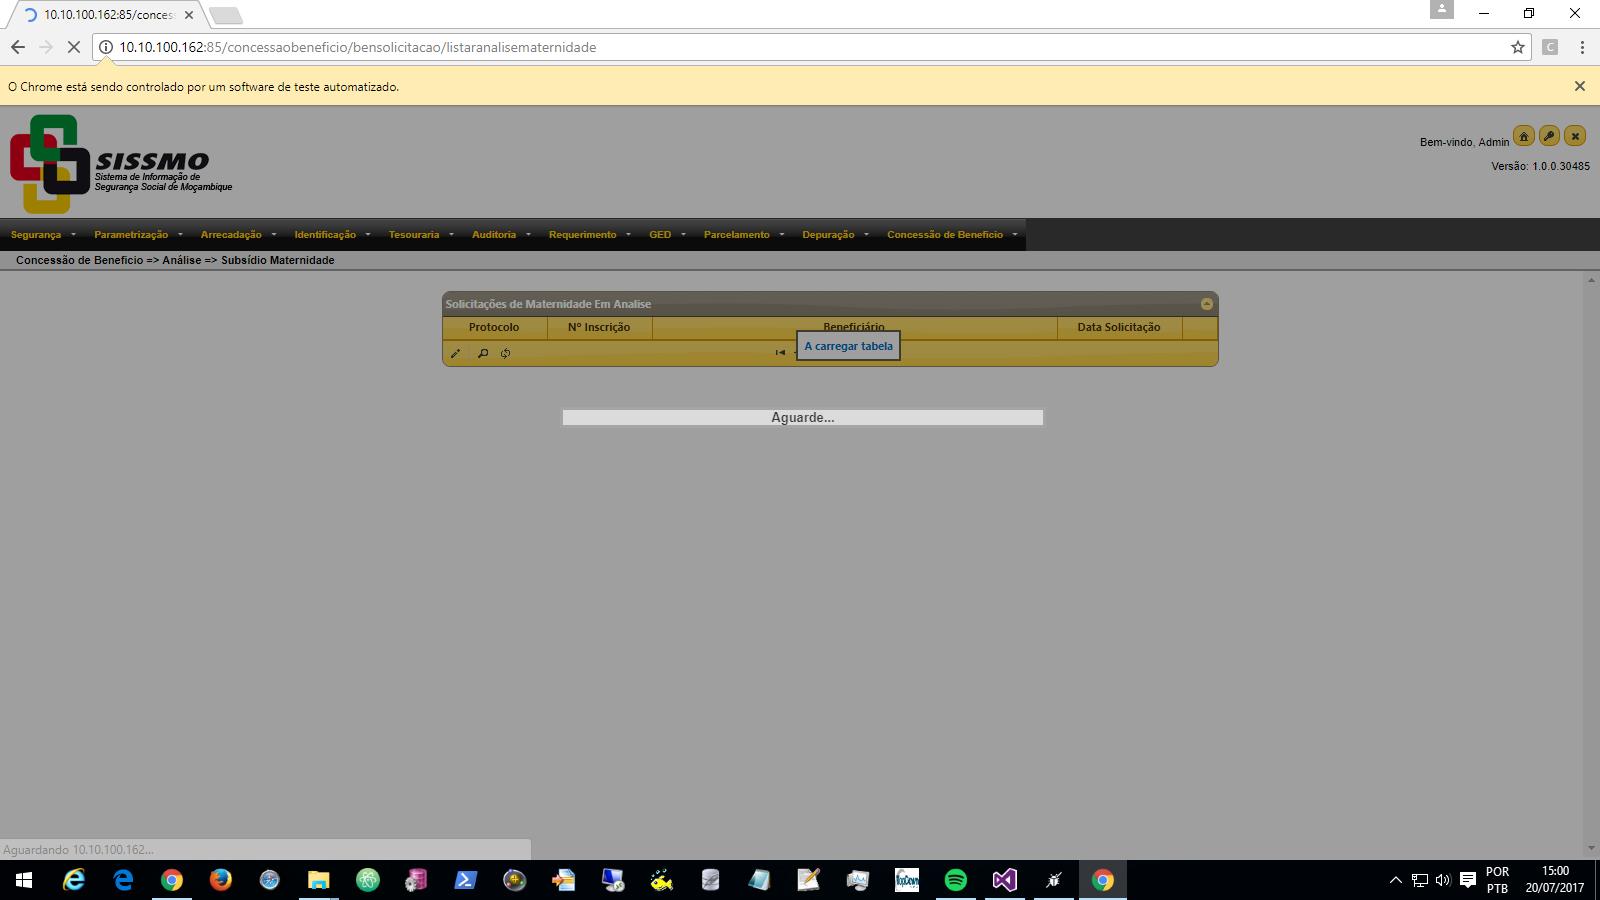 10.10.100.162:85/concess
10.10.100.162:85/concessaobeneficio/bensolicitacao/listaranalisematernidade
C
O Chrome está sendo controlado por um software de teste automatizado.
SISSMO
Sistema de Informação de
Segurança Social de Moçambique
Bem-vindo, Admin
Versão: 1.0.0.30485
Segurança Parametrização Arrecadação Identificação Tesouraria Auditoria Requerimento GED Parcelamento Depuração Concessão de Beneficio
Concessão de Beneficio => Análise => Subsídio Maternidade
Solicitações de Maternidade Em Analise
Protocolo Nº Inscrição Beneficiário Data Solicitação
A carregar tabela
Aguarde...
Aguardando 10.10.100.162...
POR 15:00
PTB 20/07/2017